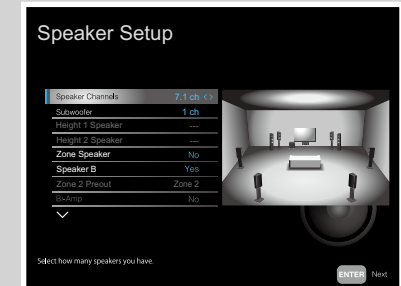 Speaker Setup
Speaker Channels 7.1 ch <>
Subwoofer 1 ch
Height 1 Speaker ---
Height 2 Speaker ---
Zone Speaker No
Speaker B Yes
Zone 2 Preout Zone 2
Bi-Amp No
Select how many speakers you have.
ENTER Next